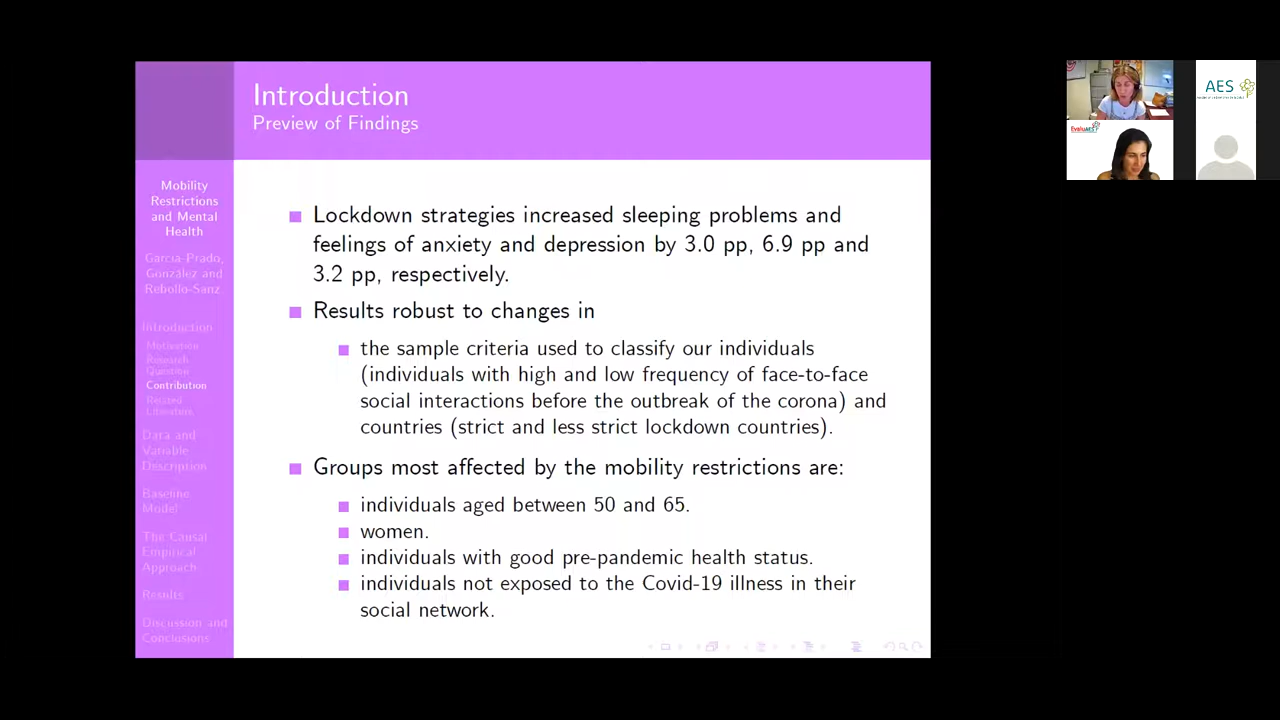 Introduction
Preview of Findings
Mobility
Restrictions
and Mental
Health
García-Prado,
González and
Rebollo-Sanz
Introduction
Motivation
Research
Question
Contribution
Related
Literature
Data and
Variable
Description
Baseline
Model
The Causal
Empirical
Approach
Results
Discussion and
Conclusions
Lockdown strategies increased sleeping problems and
feelings of anxiety and depression by 3.0 pp, 6.9 pp and
3.2 pp, respectively.
Results robust to changes in
the sample criteria used to classify our individuals
(individuals with high and low frequency of face-to-face
social interactions before the outbreak of the corona) and
countries (strict and less strict lockdown countries).
Groups most affected by the mobility restrictions are:
individuals aged between 50 and 65.
women.
individuals with good pre-pandemic health status.
individuals not exposed to the Covid-19 illness in their
social network.
AES
EvaluAES